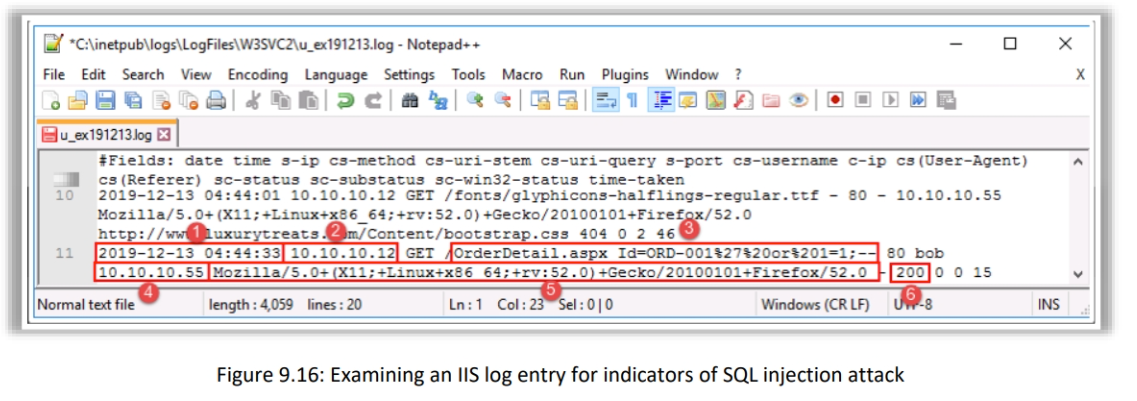 *C:\inetpub\logs\LogFiles\W3SVC2\u_ex191213.log - Notepad++
File Edit Search View Encoding Language Settings Tools Macro Run Plugins Window ? X
u_ex191213.log
#Fields: date time s-ip cs-method cs-uri-stem cs-uri-query s-port cs-username c-ip cs(User-Agent)
cs(Referer) sc-status sc-substatus sc-win32-status time-taken
10 2019-12-13 04:44:01 10.10.10.12 GET /fonts/glyphicons-halflings-regular.ttf - 80 - 10.10.10.55
Mozilla/5.0+(X11;+Linux+x86_64;+rv:52.0)+Gecko/20100101+Firefox/52.0
1 2 3
http://www.luxurytreats.com/Content/bootstrap.css 404 0 2 46
11 2019-12-13 04:44:33 10.10.10.12 GET /OrderDetail.aspx Id=ORD-001%27%20or%201=1;-- 80 bob
10.10.10.55 Mozilla/5.0+(X11;+Linux+x86_64;+rv:52.0)+Gecko/20100101+Firefox/52.0 - 200 0 0 15
4 5 6
Normal text file length : 4,059 lines : 20 Ln : 1 Col : 23 Sel : 0 | 0 Windows (CR LF) UTF-8 INS
Figure 9.16: Examining an IIS log entry for indicators of SQL injection attack